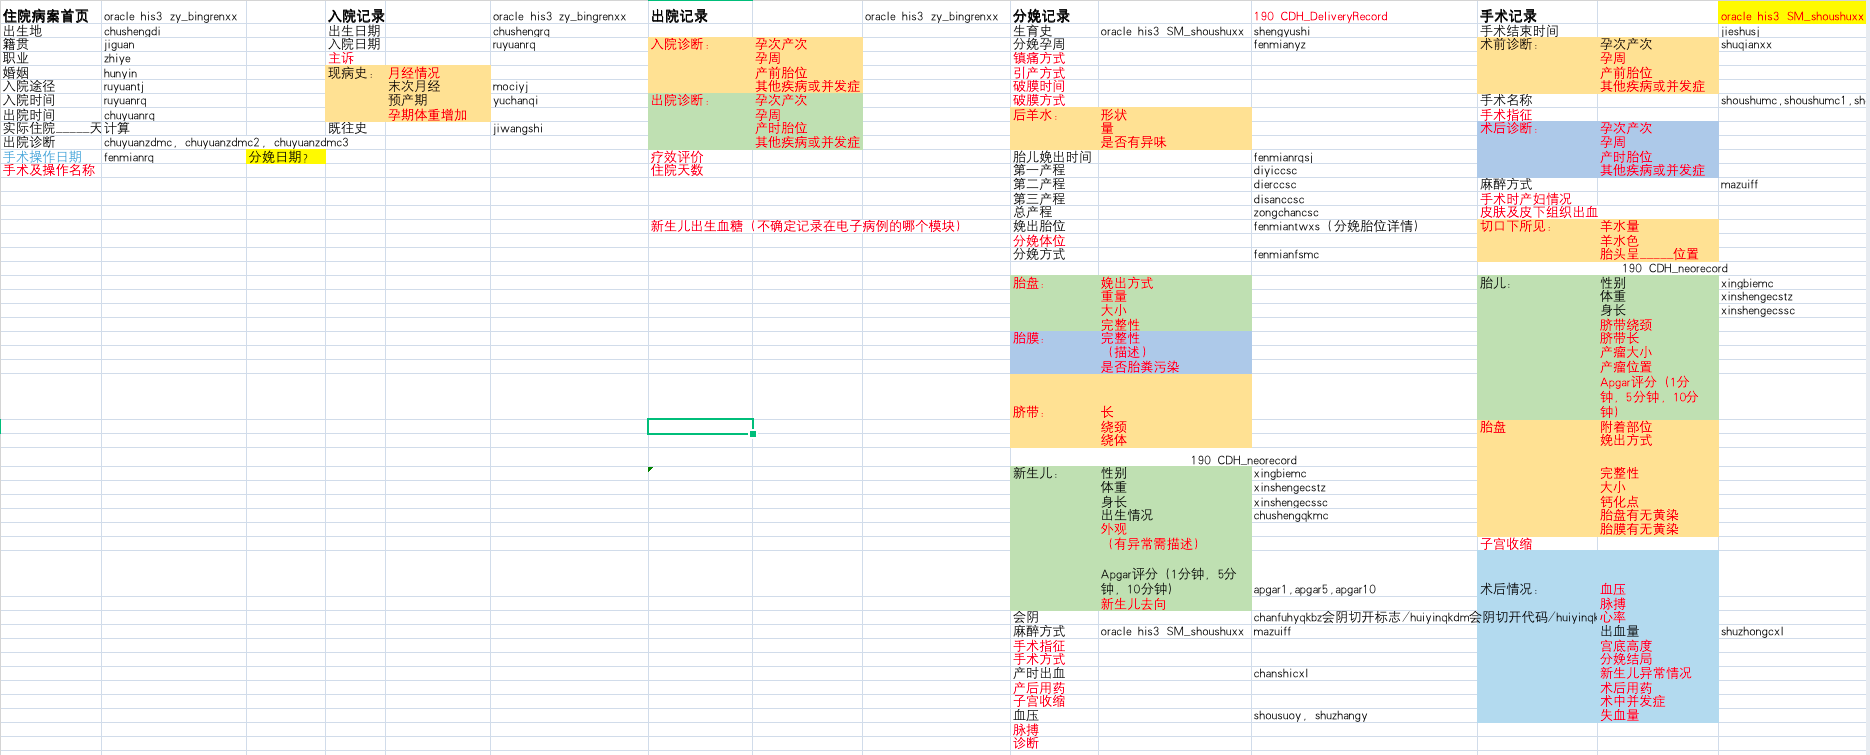 住院病案首页 oracle his3 zy_bingrenxx
出生地 chushengdi
籍贯 jiguan
职业 zhiye
婚姻 hunyin
入院途径 ruyuantj
入院时间 ruyuanrq
出院时间 chuyuanrq
实际住院_____天 计算
出院诊断 chuyuanzdmc, chuyuanzdmc2, chuyuanzdmc3
手术操作日期 fenmianrq 分娩日期?
手术及操作名称
入院记录 oracle his3 zy_bingrenxx
出生日期 chushengrq
入院日期 ruyuanrq
主诉
现病史: 月经情况
末次月经 mociyj
预产期 yuchanqi
孕期体重增加
既往史 jiwangshi
出院记录 oracle his3 zy_bingrenxx
入院诊断: 孕次产次
孕周
产前胎位
其他疾病或并发症
出院诊断: 孕次产次
孕周
产时胎位
其他疾病或并发症
疗效评价
住院天数
新生儿出生血糖（不确定记录在电子病例的哪个模块）
分娩记录 190 CDH_DeliveryRecord
生育史 oracle his3 SM_shoushuxx shengyushi
分娩孕周 fenmianyz
镇痛方式
引产方式
破膜时间
破膜方式
后羊水: 形状
量
是否有异味
胎儿娩出时间 fenmianrqsj
第一产程 diyiccsc
第二产程 dierccsc
第三产程 disanccsc
总产程 zongchancsc
娩出胎位 fenmiantwxs（分娩胎位详情）
分娩体位
分娩方式 fenmianfsmc
胎盘: 娩出方式
重量
大小
完整性
胎膜: 完整性
（描述）
是否胎粪污染
脐带: 长
绕颈
绕体
190 CDH_neorecord
新生儿: 性别 xingbiemc
体重 xinshengecstz
身长 xinshengecssc
出生情况 chushengqkmc
外观
（有异常需描述）
Apgar评分（1分钟、5分
钟、10分钟） apgar1,apgar5,apgar10
新生儿去向
会阴 chanfuhyqkbz会阴切开标志/huiyinqkdm会阴切开代码/huiyinqk
麻醉方式 oracle his3 SM_shoushuxx mazuiff
手术指征
手术方式
产时出血 chanshicxl
产后用药
子宫收缩
血压 shousuoy, shuzhangy
脉搏
诊断
手术记录 oracle his3 SM_shoushuxx
手术结束时间 jieshusj
术前诊断: 孕次产次 shuqianxx
孕周
产前胎位
其他疾病或并发症
手术名称 shoushumc,shoushumc1,sh
手术指征
术后诊断: 孕次产次
孕周
产时胎位
其他疾病或并发症
麻醉方式 mazuiff
手术时产妇情况
皮肤及皮下组织出血
切口下所见: 羊水量
羊水色
胎头呈_____位置
190 CDH_neorecord
胎儿: 性别 xingbiemc
体重 xinshengecstz
身长 xinshengecssc
脐带绕颈
脐带长
产瘤大小
产瘤位置
Apgar评分（1分
钟、5分钟、10分
钟）
胎盘 附着部位
娩出方式
完整性
大小
钙化点
胎盘有无黄染
胎膜有无黄染
子宫收缩
术后情况: 血压
脉搏
心率
出血量 shuzhongcxl
宫底高度
分娩结局
新生儿异常情况
术后用药
术中并发症
失血量